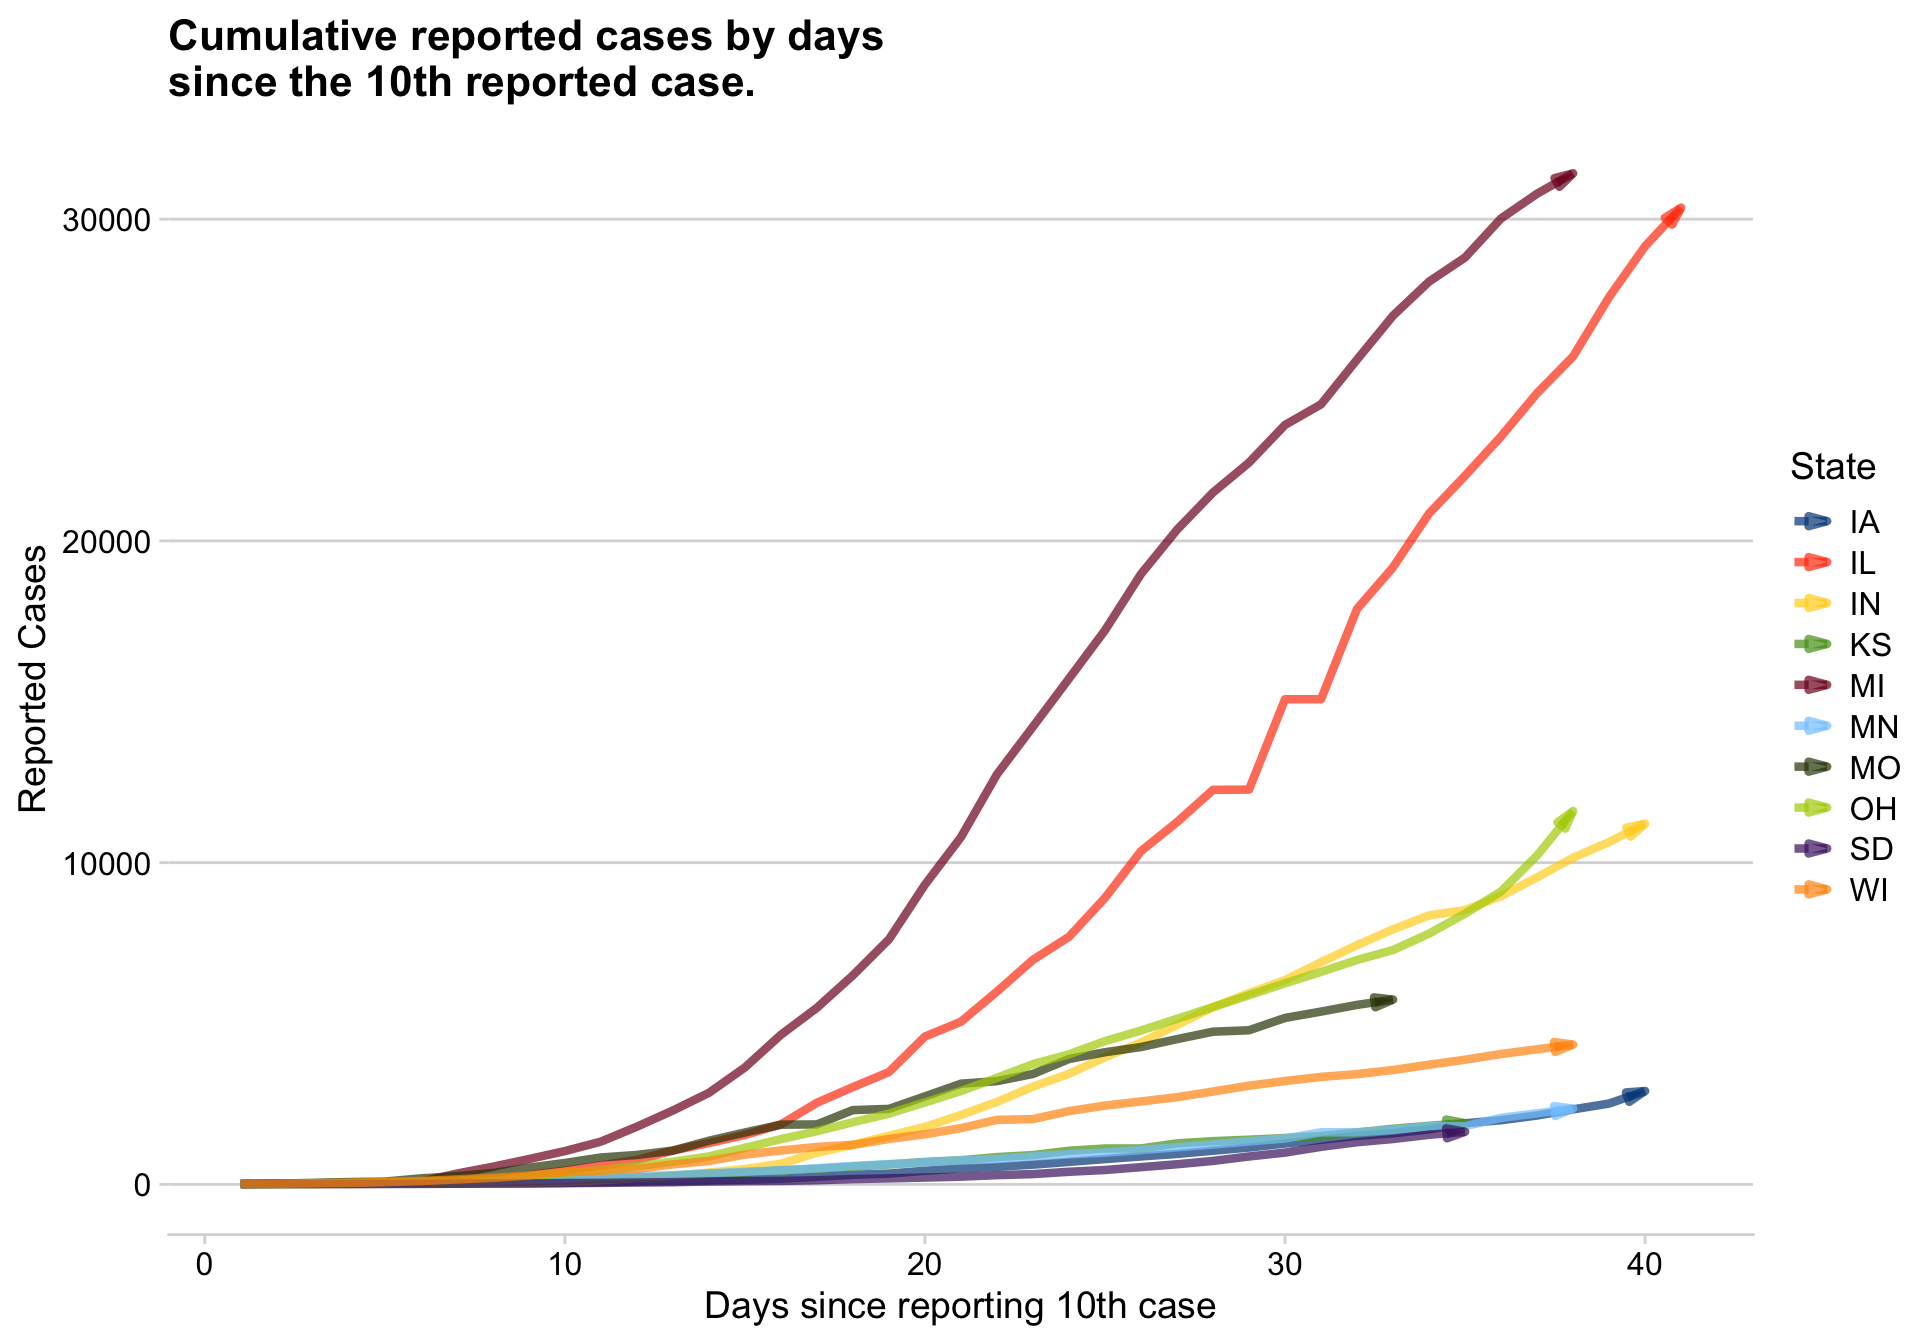 Cumulative reported cases by days
since the 10th reported case.
30000
20000
10000
0
Reported Cases
0 10 20 30 40
Days since reporting 10th case
State
IA
IL
IN
KS
MI
MN
MO
OH
SD
WI